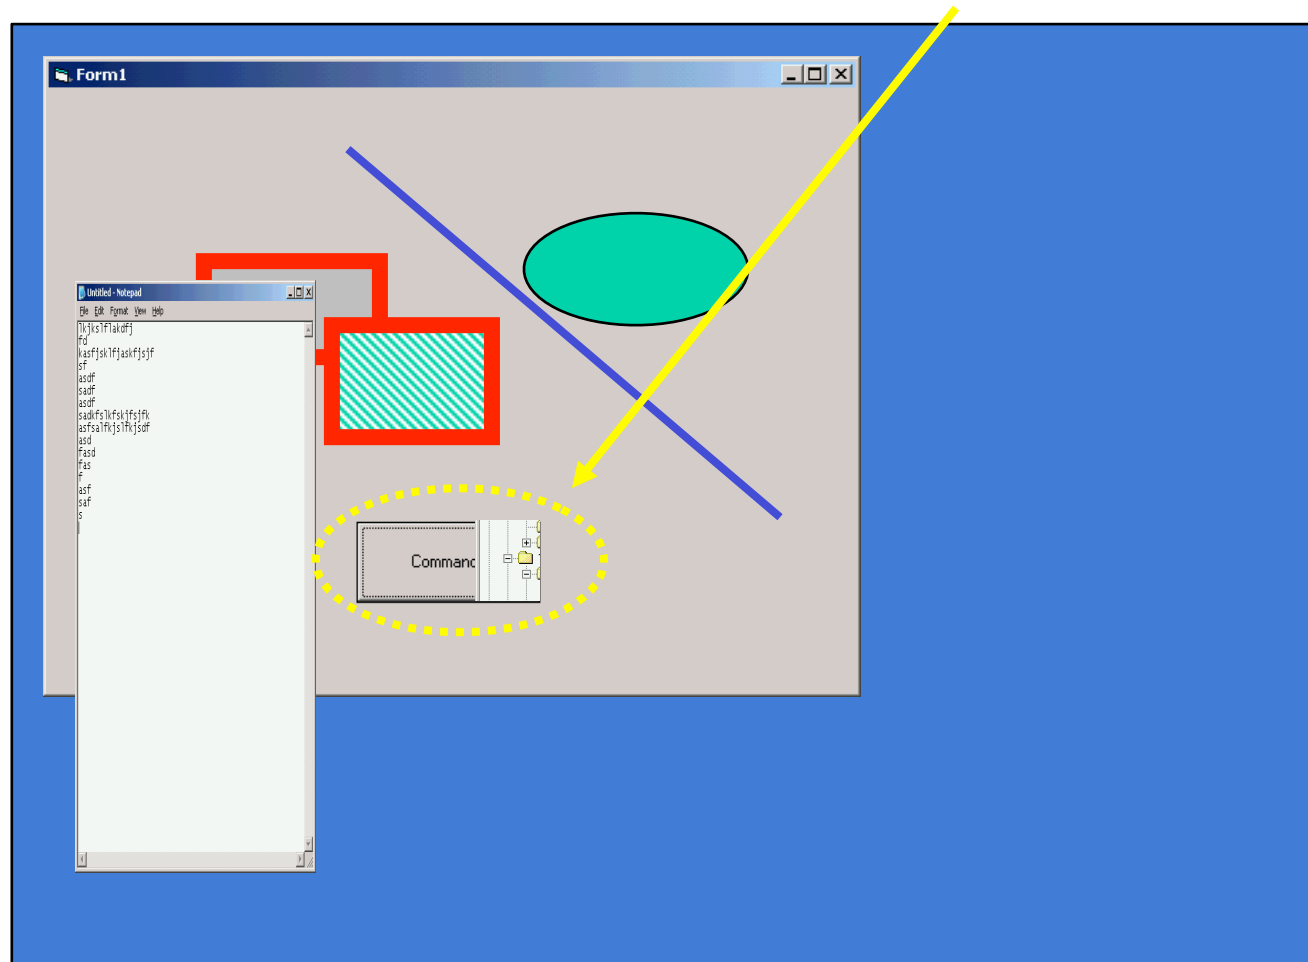 Form1
Untitled - Notepad
File Edit Format View Help
lkjkslflakdfj
fd
kasfjsklfjaskfjsjf
sf
asdf
sadf
asdf
sadkfslkfskjfsjfk
asfsalfkjslfkjsdf
asd
fasd
fas
f
asf
saf
s
Comman